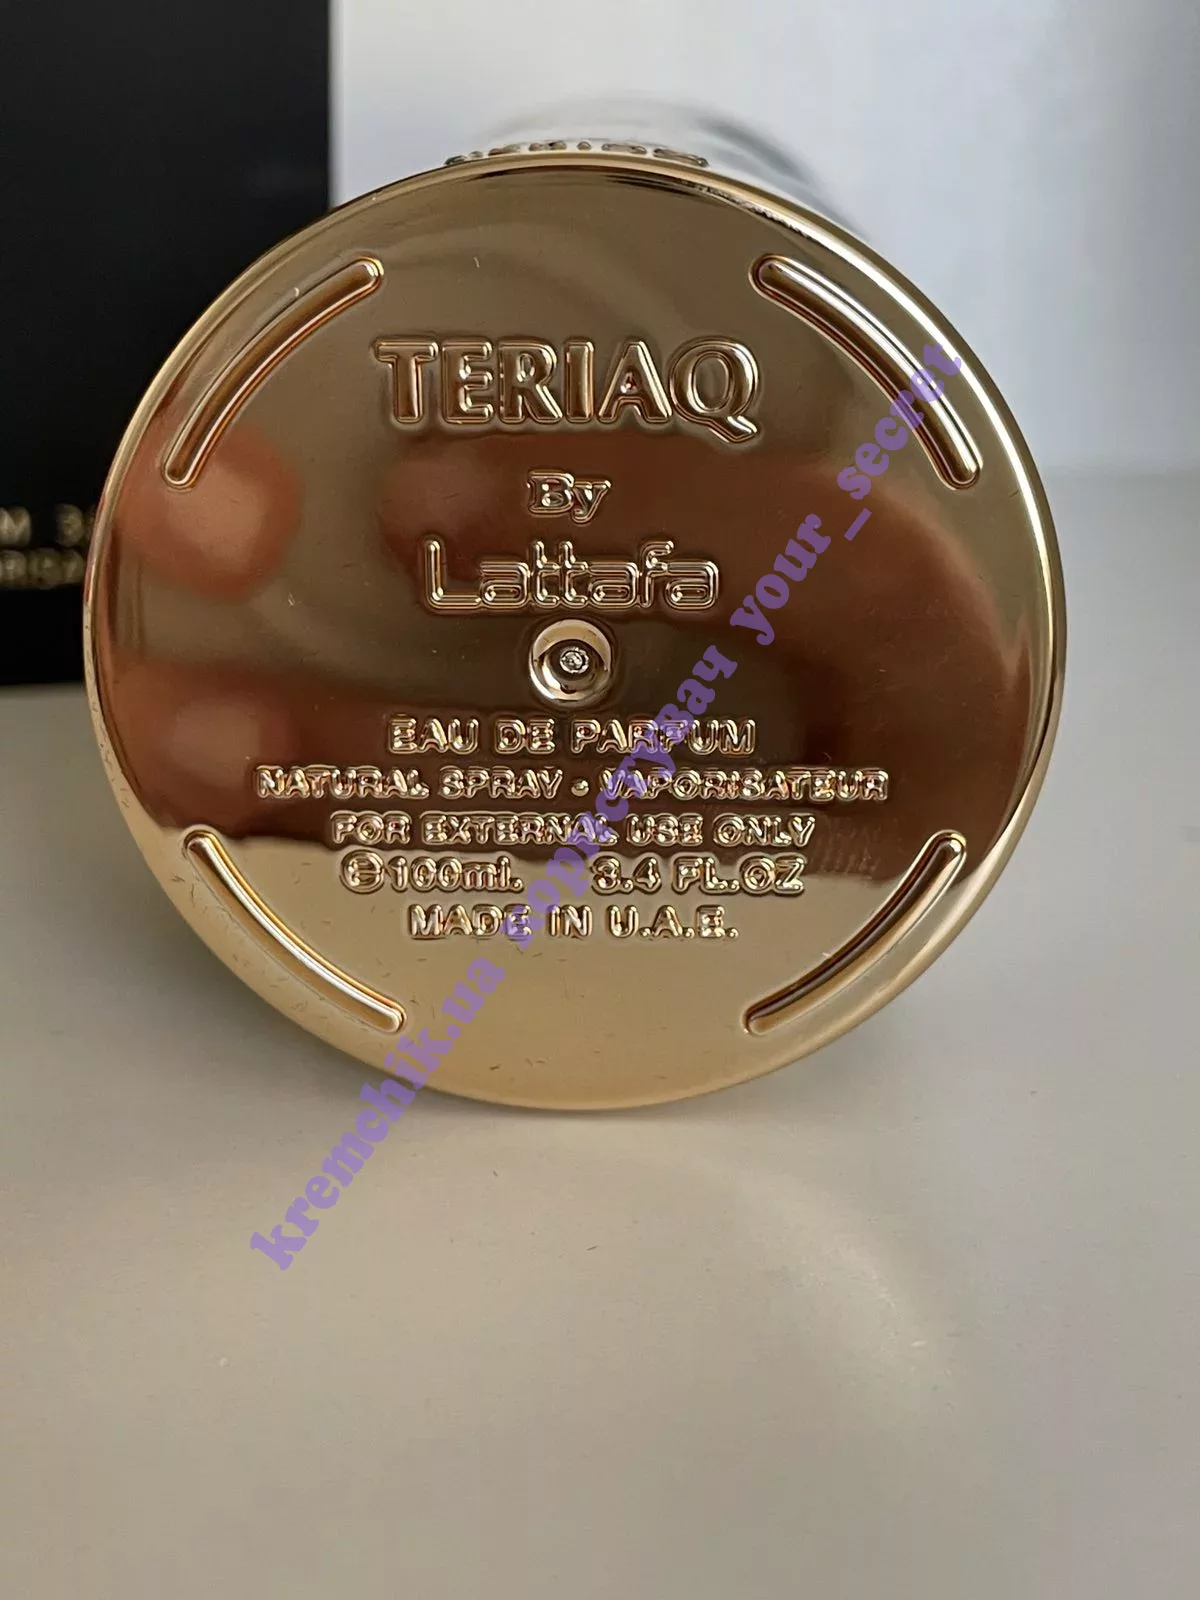 TERIAQ
By
Lattafa
EAU DE PARFUM
NATURAL SPRAY • VAPORISATEUR
FOR EXTERNAL USE ONLY
℮100ml. 3.4 FL.OZ
MADE IN U.A.E.
kremchik.ua користувач your_secret